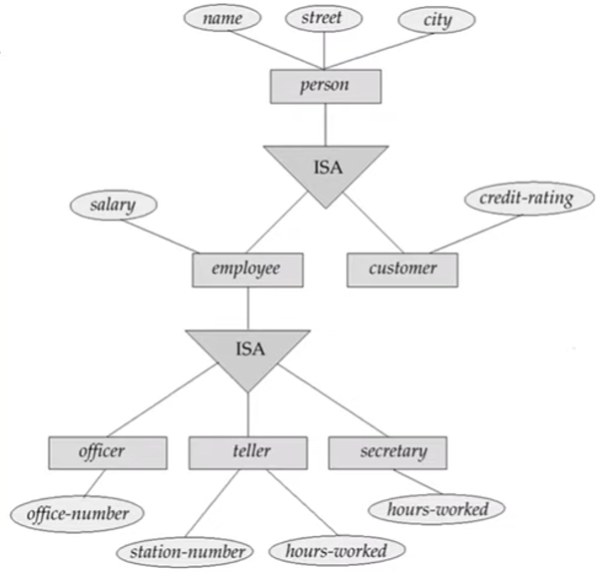 name
street
city
person
ISA
salary
credit-rating
employee
customer
ISA
officer
teller
secretary
office-number
hours-worked
station-number
hours-worked